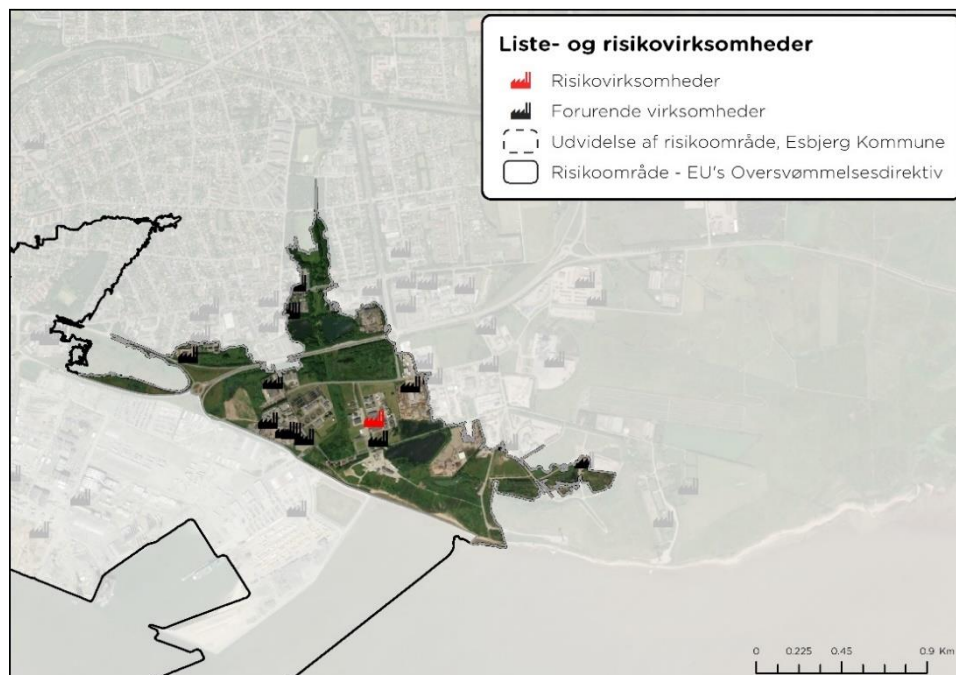 Liste- og risikovirksomheder
Risikovirksomheder
Forurende virksomheder
Udvidelse af risikoområde, Esbjerg Kommune
Risikoområde - EU's Oversvømmelsesdirektiv
0 0.225 0.45 0.9 Km